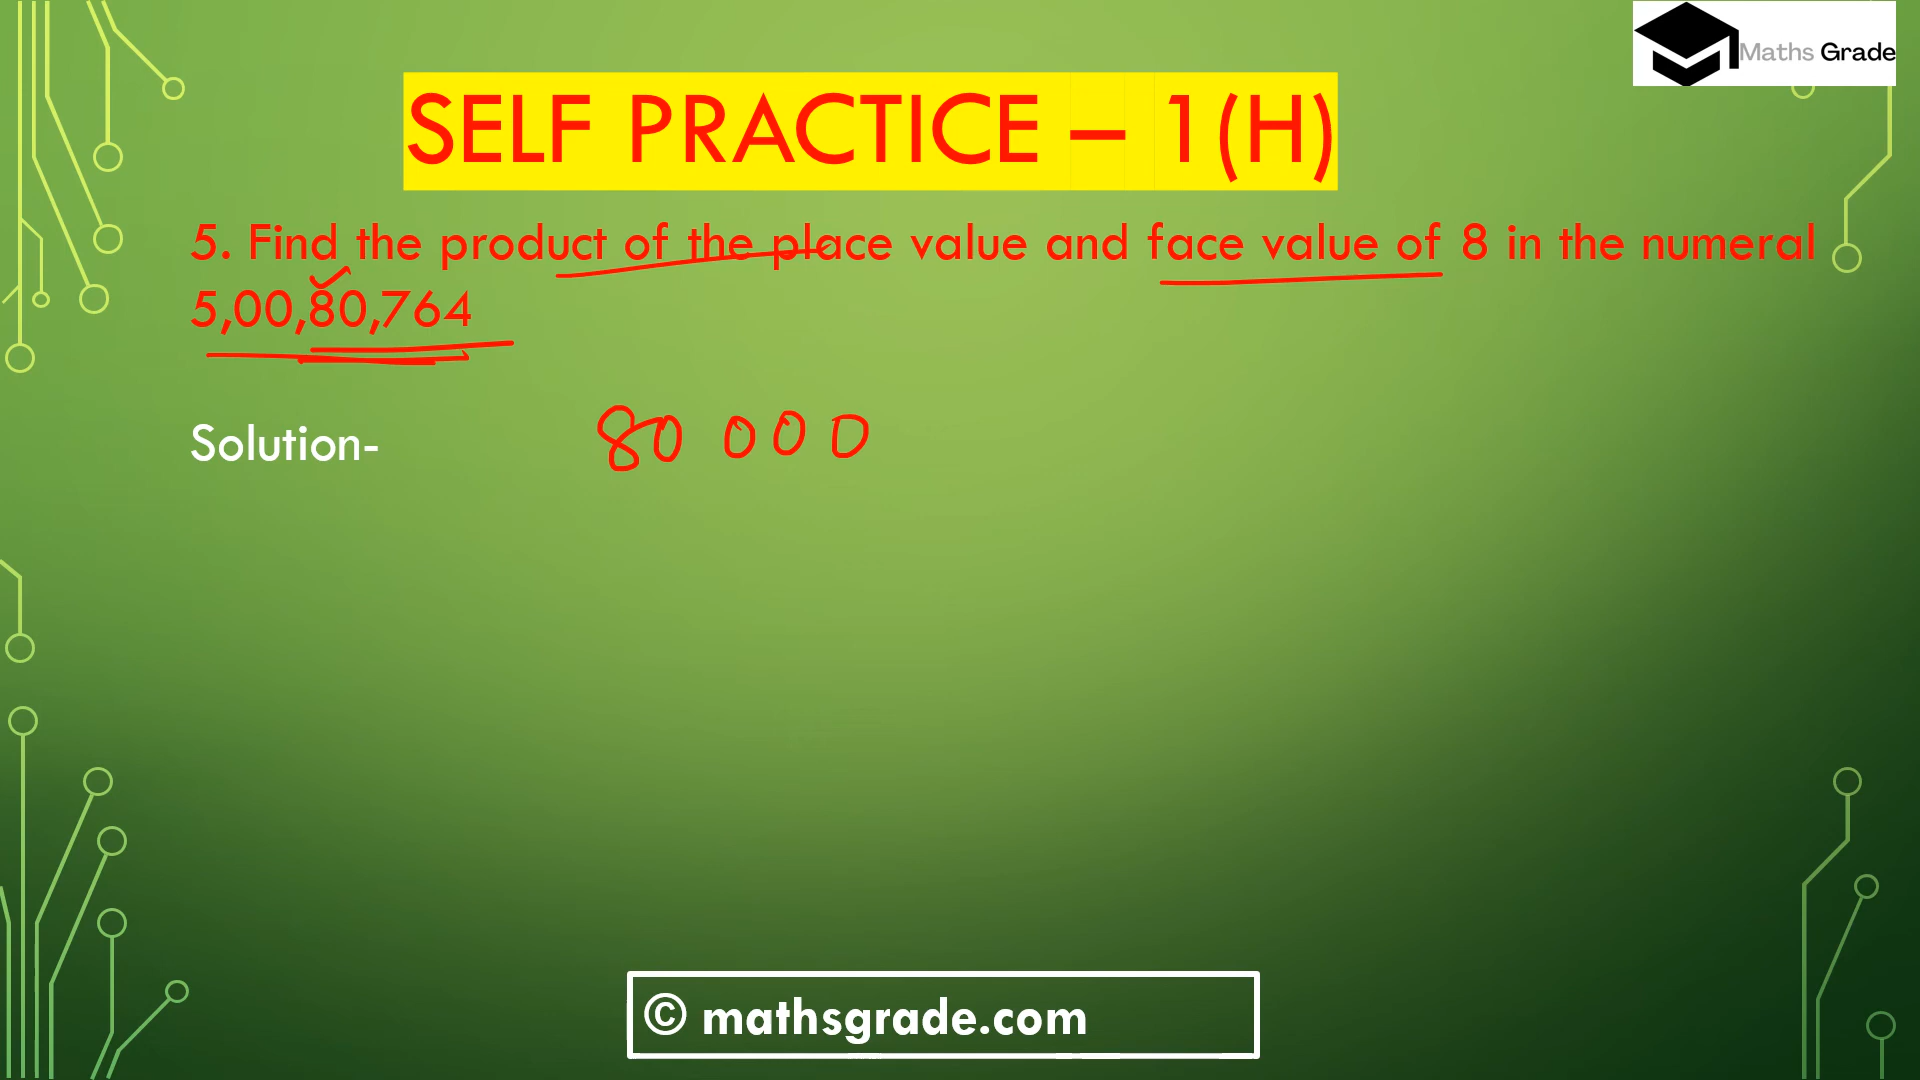 Maths Grade
SELF PRACTICE – 1(H)
5. Find the product of the place value and face value of 8 in the numeral
5,00,80,764
Solution-
80 000
© mathsgrade.com